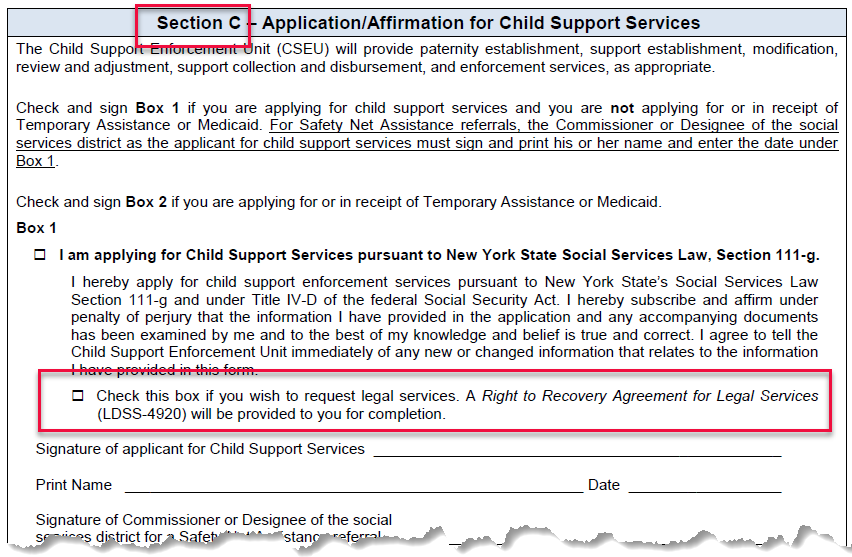 Section C – Application/Affirmation for Child Support Services
The Child Support Enforcement Unit (CSEU) will provide paternity establishment, support establishment, modification,
review and adjustment, support collection and disbursement, and enforcement services, as appropriate.
Check and sign Box 1 if you are applying for child support services and you are not applying for or in receipt of
Temporary Assistance or Medicaid. For Safety Net Assistance referrals, the Commissioner or Designee of the social
services district as the applicant for child support services must sign and print his or her name and enter the date under
Box 1.
Check and sign Box 2 if you are applying for or in receipt of Temporary Assistance or Medicaid.
Box 1
I am applying for Child Support Services pursuant to New York State Social Services Law, Section 111-g.
I hereby apply for child support enforcement services pursuant to New York State's Social Services Law
Section 111-g and under Title IV-D of the federal Social Security Act. I hereby subscribe and affirm under
penalty of perjury that the information I have provided in the application and any accompanying documents
has been examined by me and to the best of my knowledge and belief is true and correct. I agree to tell the
Child Support Enforcement Unit immediately of any new or changed information that relates to the information
I have provided in this form.
Check this box if you wish to request legal services. A Right to Recovery Agreement for Legal Services
(LDSS-4920) will be provided to you for completion.
Signature of applicant for Child Support Services
Print Name Date
Signature of Commissioner or Designee of the social
services district for a Safety Net Assistance referral